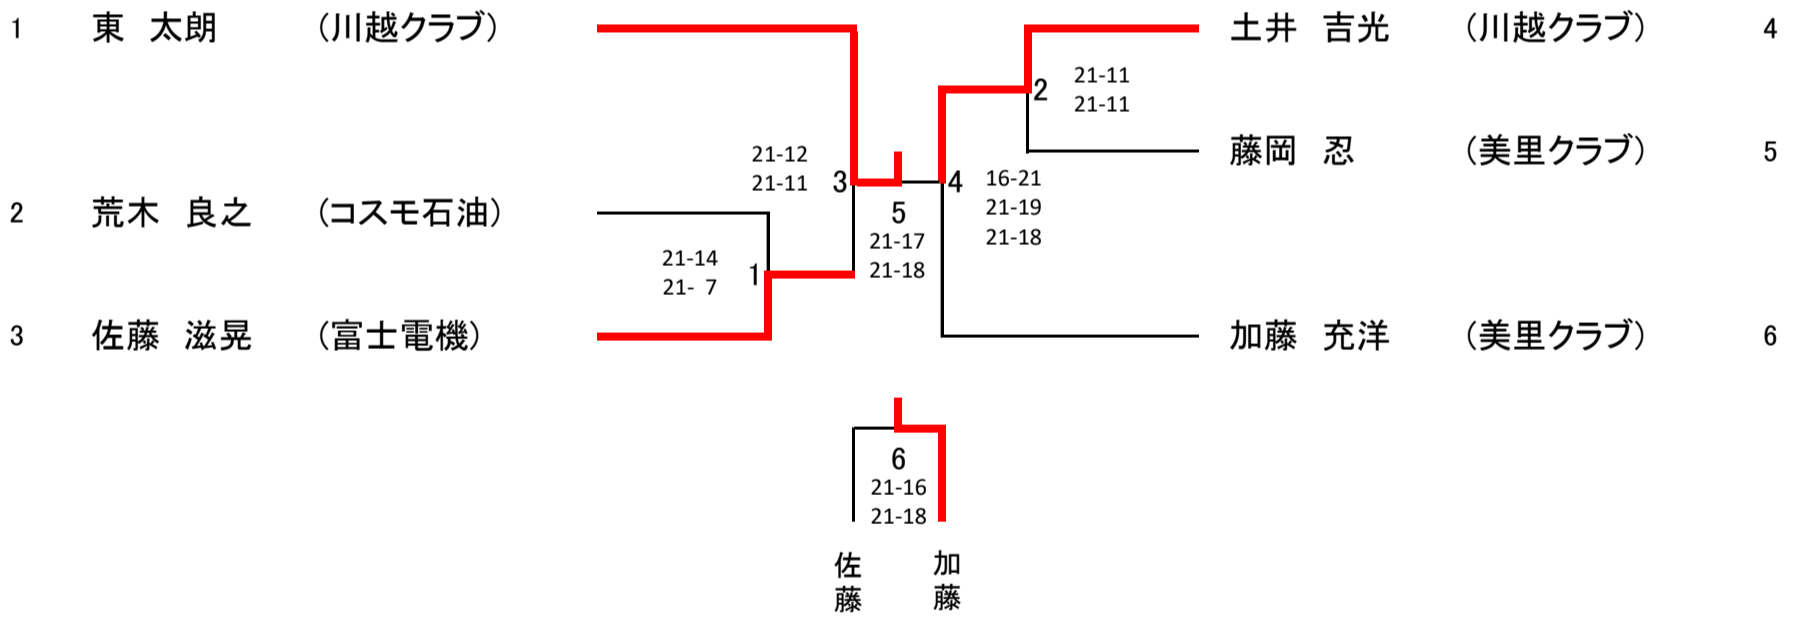 1 東 太朗 (川越クラブ)
土井 吉光 (川越クラブ) 4
2 21-11
21-11
藤岡 忍 (美里クラブ) 5
21-12
21-11 3
4 16-21
21-19
21-18
2 荒木 良之 (コスモ石油)
5
21-17
21-18
21-14
21- 7 1
3 佐藤 滋晃 (富士電機)
加藤 充洋 (美里クラブ) 6
6
21-16
21-18
佐藤
加藤